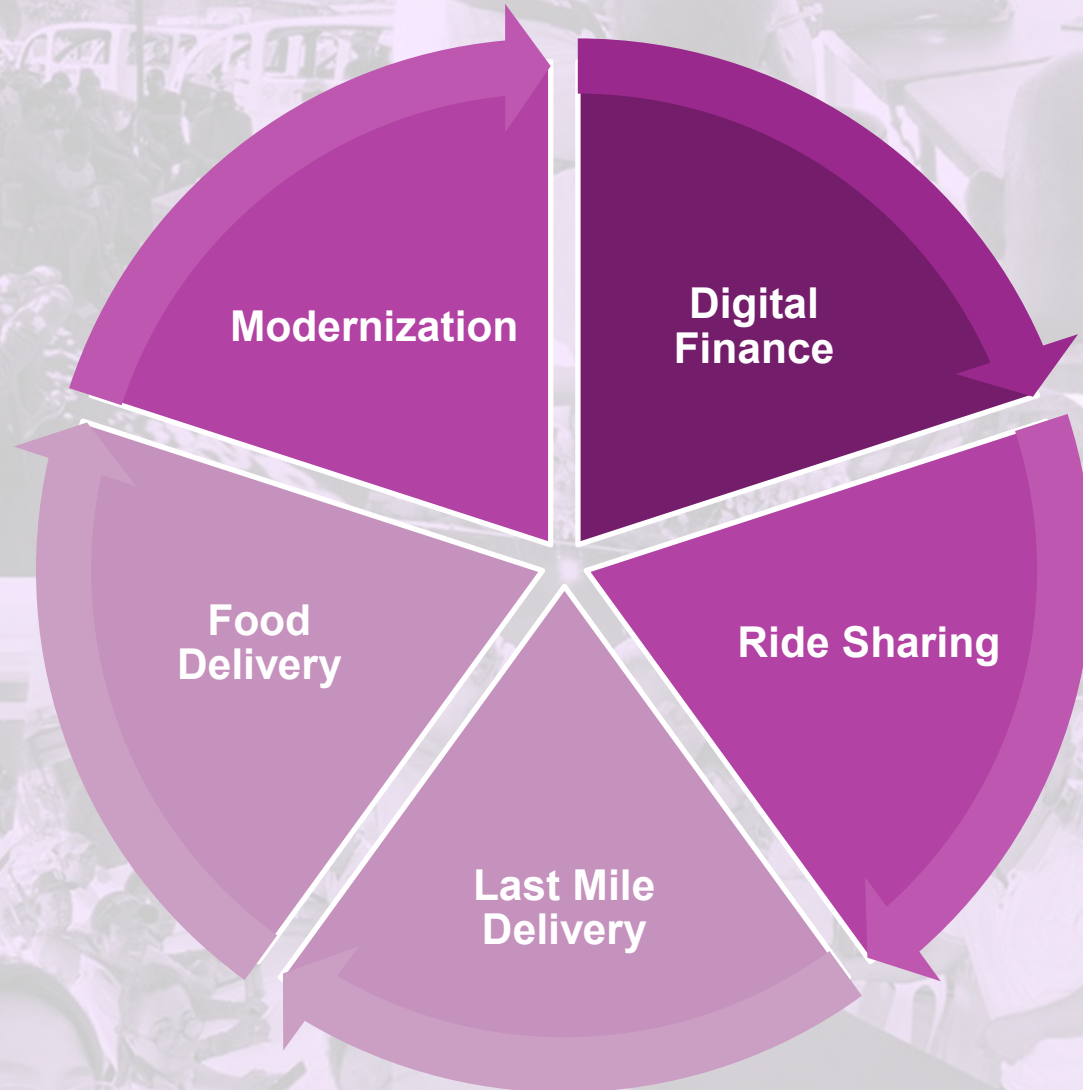 Digital
Finance
Ride Sharing
Last Mile
Delivery
Food
Delivery
Modernization